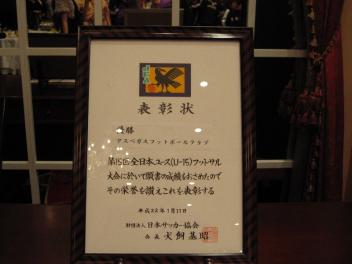 表彰状
優勝
アスペガスフットボールクラブ
第15回全日本ユース(U-15)フットサル
大会に於いて頭書の成績をおさめたので
その栄誉を讃えこれを表彰する
平成22年1月11日
財団法人 日本サッカー協会
会長 犬飼基昭